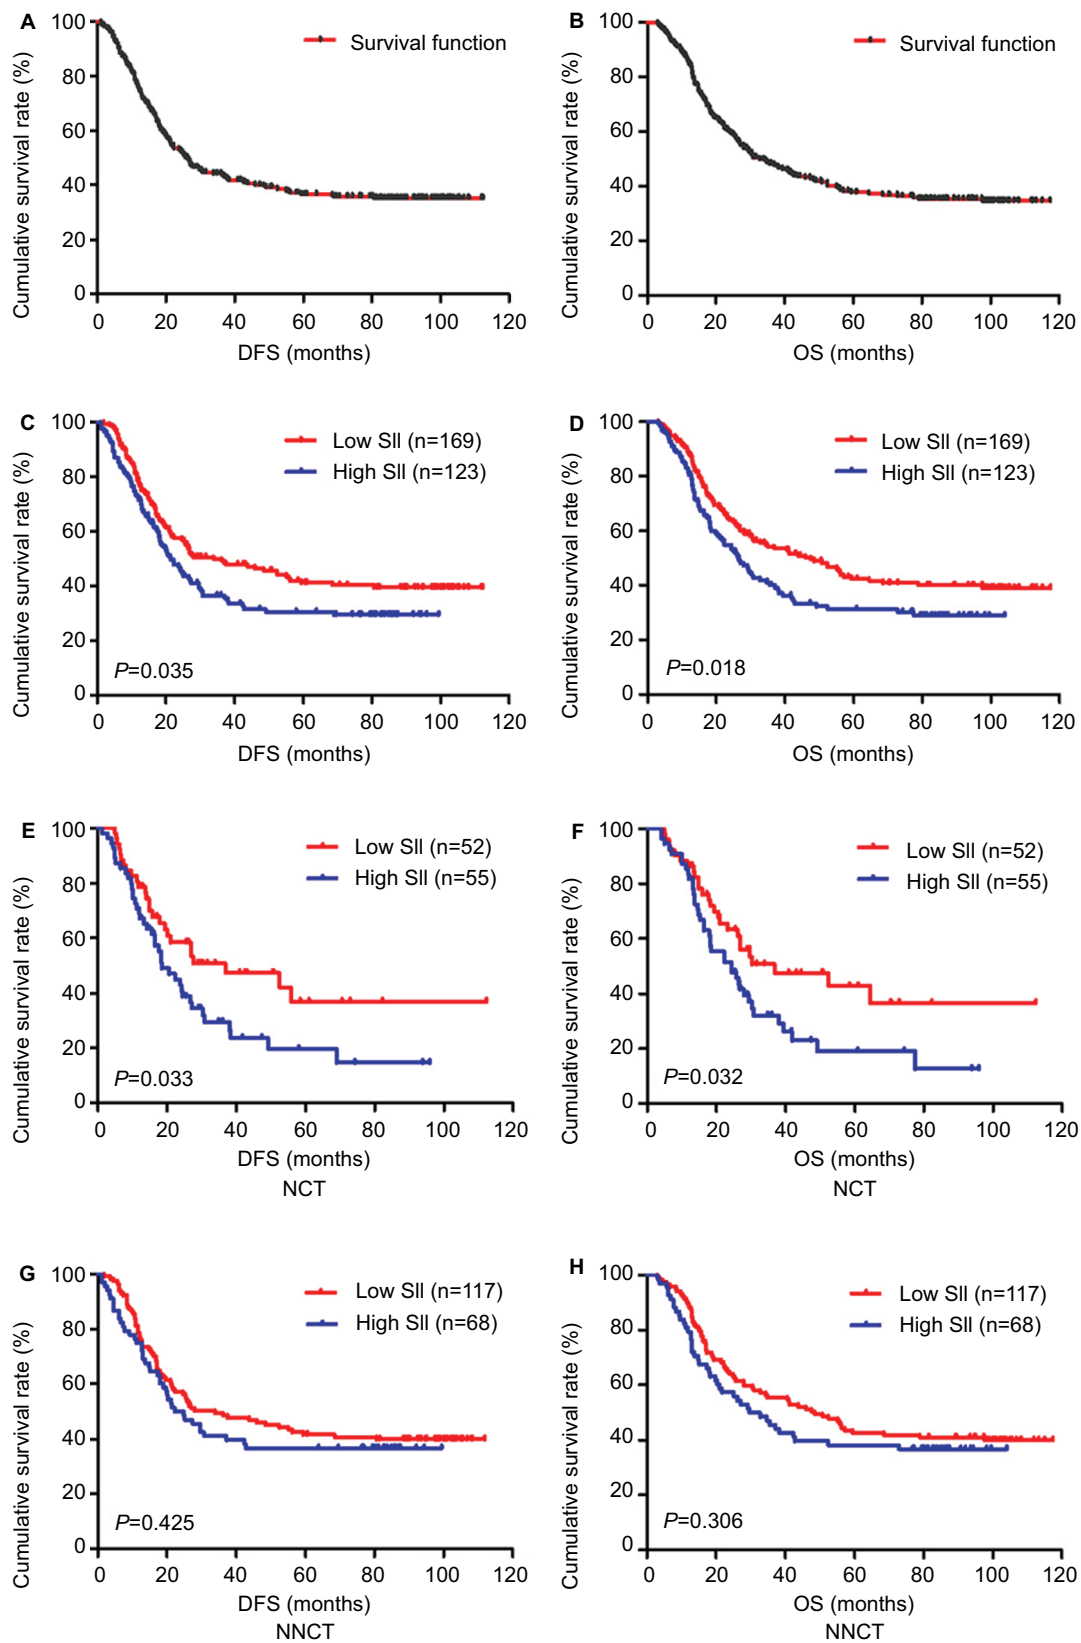 A
Cumulative survival rate (%)
100
80
60
40
20
0
Survival function
0 20 40 60 80 100 120
DFS (months)
B
Cumulative survival rate (%)
100
80
60
40
20
0
Survival function
0 20 40 60 80 100 120
OS (months)
C
Cumulative survival rate (%)
100
80
60
40
20
0
Low SII (n=169)
High SII (n=123)
P=0.035
0 20 40 60 80 100 120
DFS (months)
D
Cumulative survival rate (%)
100
80
60
40
20
0
Low SII (n=169)
High SII (n=123)
P=0.018
0 20 40 60 80 100 120
OS (months)
E
Cumulative survival rate (%)
100
80
60
40
20
0
Low SII (n=52)
High SII (n=55)
P=0.033
0 20 40 60 80 100 120
DFS (months)
NCT
F
Cumulative survival rate (%)
100
80
60
40
20
0
Low SII (n=52)
High SII (n=55)
P=0.032
0 20 40 60 80 100 120
OS (months)
NCT
G
Cumulative survival rate (%)
100
80
60
40
20
0
Low SII (n=117)
High SII (n=68)
P=0.425
0 20 40 60 80 100 120
DFS (months)
NNCT
H
Cumulative survival rate (%)
100
80
60
40
20
0
Low SII (n=117)
High SII (n=68)
P=0.306
0 20 40 60 80 100 120
OS (months)
NNCT